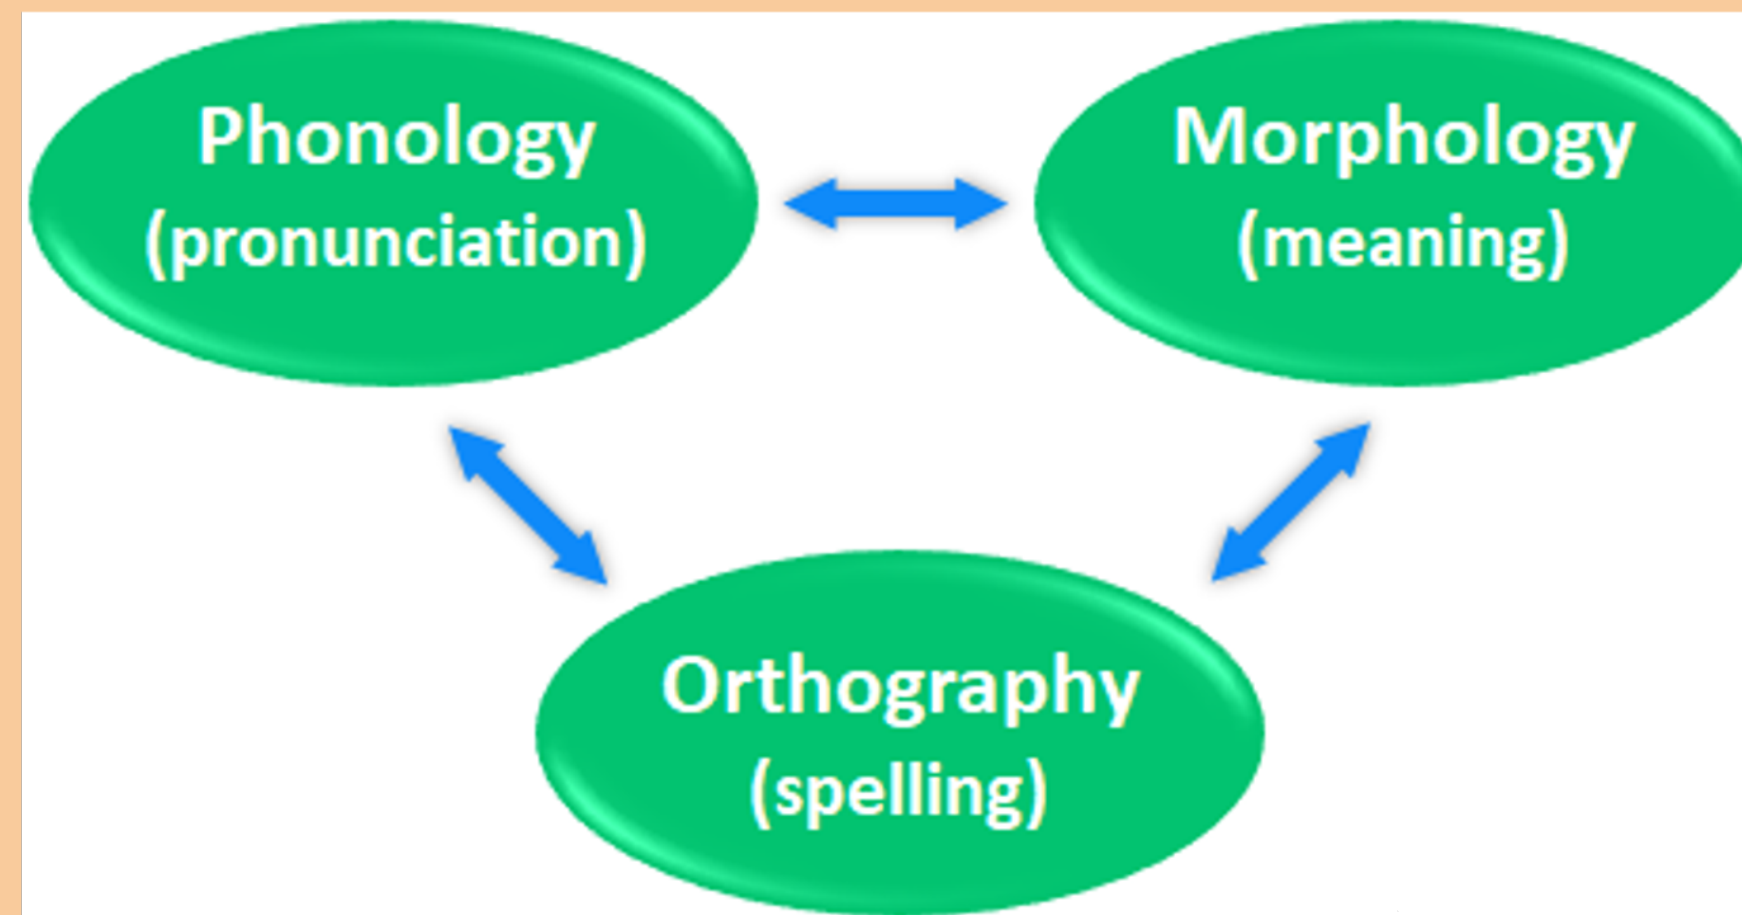 Phonology
(pronunciation)
Morphology
(meaning)
Orthography
(spelling)